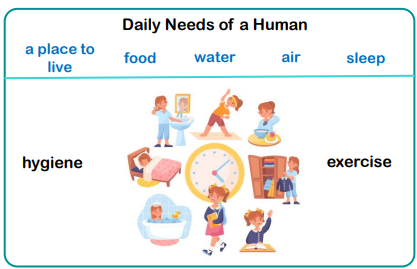 Daily Needs of a Human
a place to live
food
water
air
sleep
hygiene
exercise